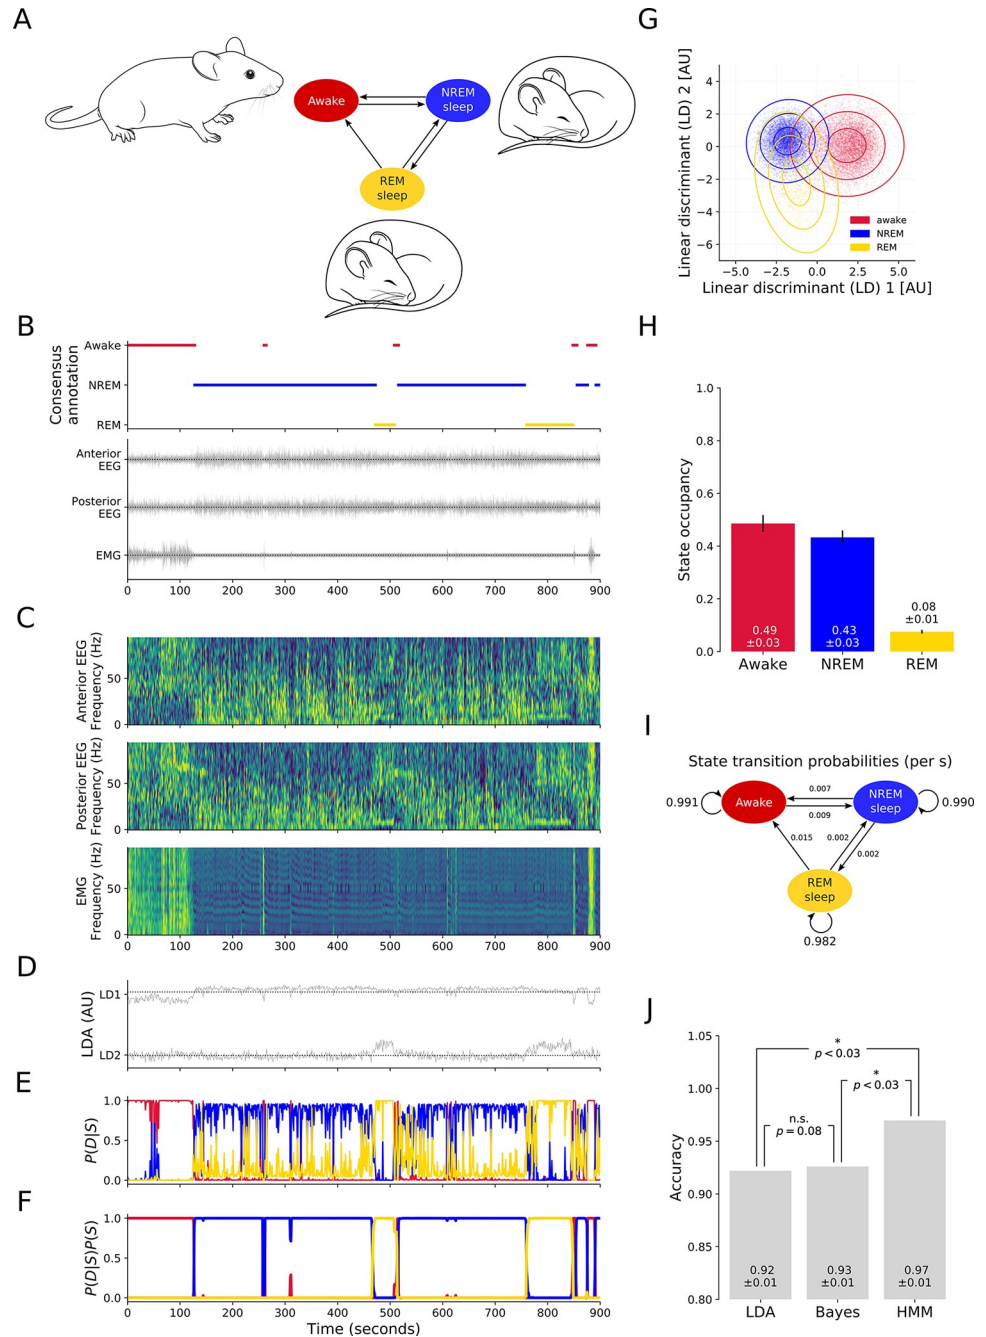 A
Awake
NREM
sleep
REM
sleep
B
Consensus
annotation
Awake
NREM
REM
Anterior
EEG
Posterior
EEG
EMG
0 100 200 300 400 500 600 700 800 900
C
Anterior EEG
Frequency (Hz)
50
0
Posterior EEG
Frequency (Hz)
50
0
EMG
Frequency (Hz)
50
0
0 100 200 300 400 500 600 700 800 900
D
LDA (AU)
LD1
LD2
E
P(D|S)
1.0
0.5
0.0
F
P(D|S)P(S)
1.0
0.5
0.0
0 100 200 300 400 500 600 700 800 900
Time (seconds)
G
Linear discriminant (LD) 2 [AU]
4
2
0
−2
−4
−6
awake
NREM
REM
−5.0 −2.5 0.0 2.5 5.0
Linear discriminant (LD) 1 [AU]
H
State occupancy
1.0
0.8
0.6
0.4
0.2
0.0
0.49
±0.03
0.43
±0.03
0.08
±0.01
Awake NREM REM
I
State transition probabilities (per s)
0.991
Awake
0.007
0.009
NREM
sleep
0.990
0.015
0.002
0.002
REM
sleep
0.982
J
Accuracy
1.05
1.00
0.95
0.90
0.85
0.80
*
p < 0.03
*
p < 0.03
n.s.
p = 0.08
0.92
±0.01
0.93
±0.01
0.97
±0.01
LDA Bayes HMM